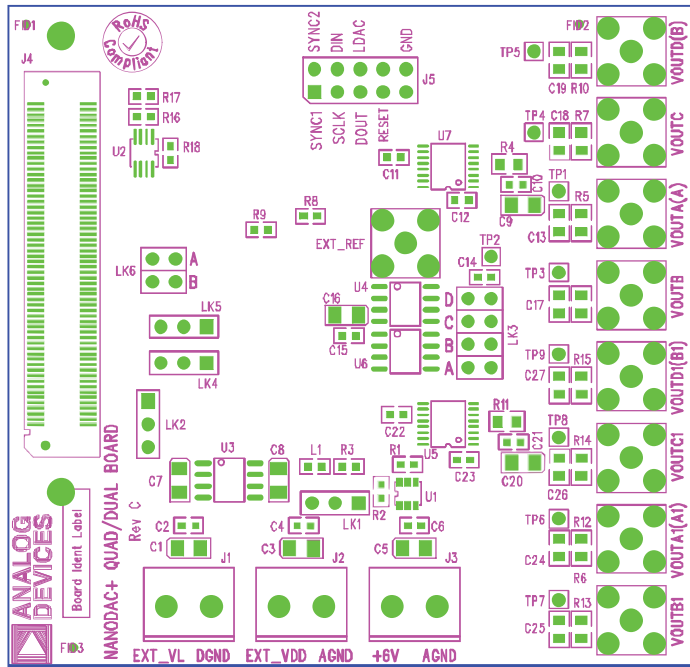 FID1
RoHS
Compliant
J4
SYNC2
DIN
LDAC
GND
J5
SYNC1
SCLK
DOUT
RESET
FID2
TP5
C19
R10
VOUTD(B)
TP4
C18
R7
VOUTC
R17
R16
U2
R18
C11
U7
R4
C10
C12
C9
TP1
R5
C13
VOUTA(A)
R8
R9
EXT_REF
TP2
C14
LK6
A
B
TP3
C17
VOUTB
U4
C16
C15
U6
D
C
B
A
LK3
LK5
LK4
TP9
R15
C27
VOUTD1(B1)
LK2
C22
U5
R11
C21
C23
C20
TP8
R14
C26
VOUTC1
U3
C7
C8
L1
R3
R1
R2
U1
LK1
C2
C4
C6
C1
C3
C5
TP6
R12
C24
R6
VOUTA1(A1)
J1
J2
J3
TP7
R13
C25
VOUTB1
ANALOG
DEVICES
Board Ident Label
NANODAC+ QUAD/DUAL BOARD
Rev C
FID3
EXT_VL DGND
EXT_VDD AGND
+6V AGND